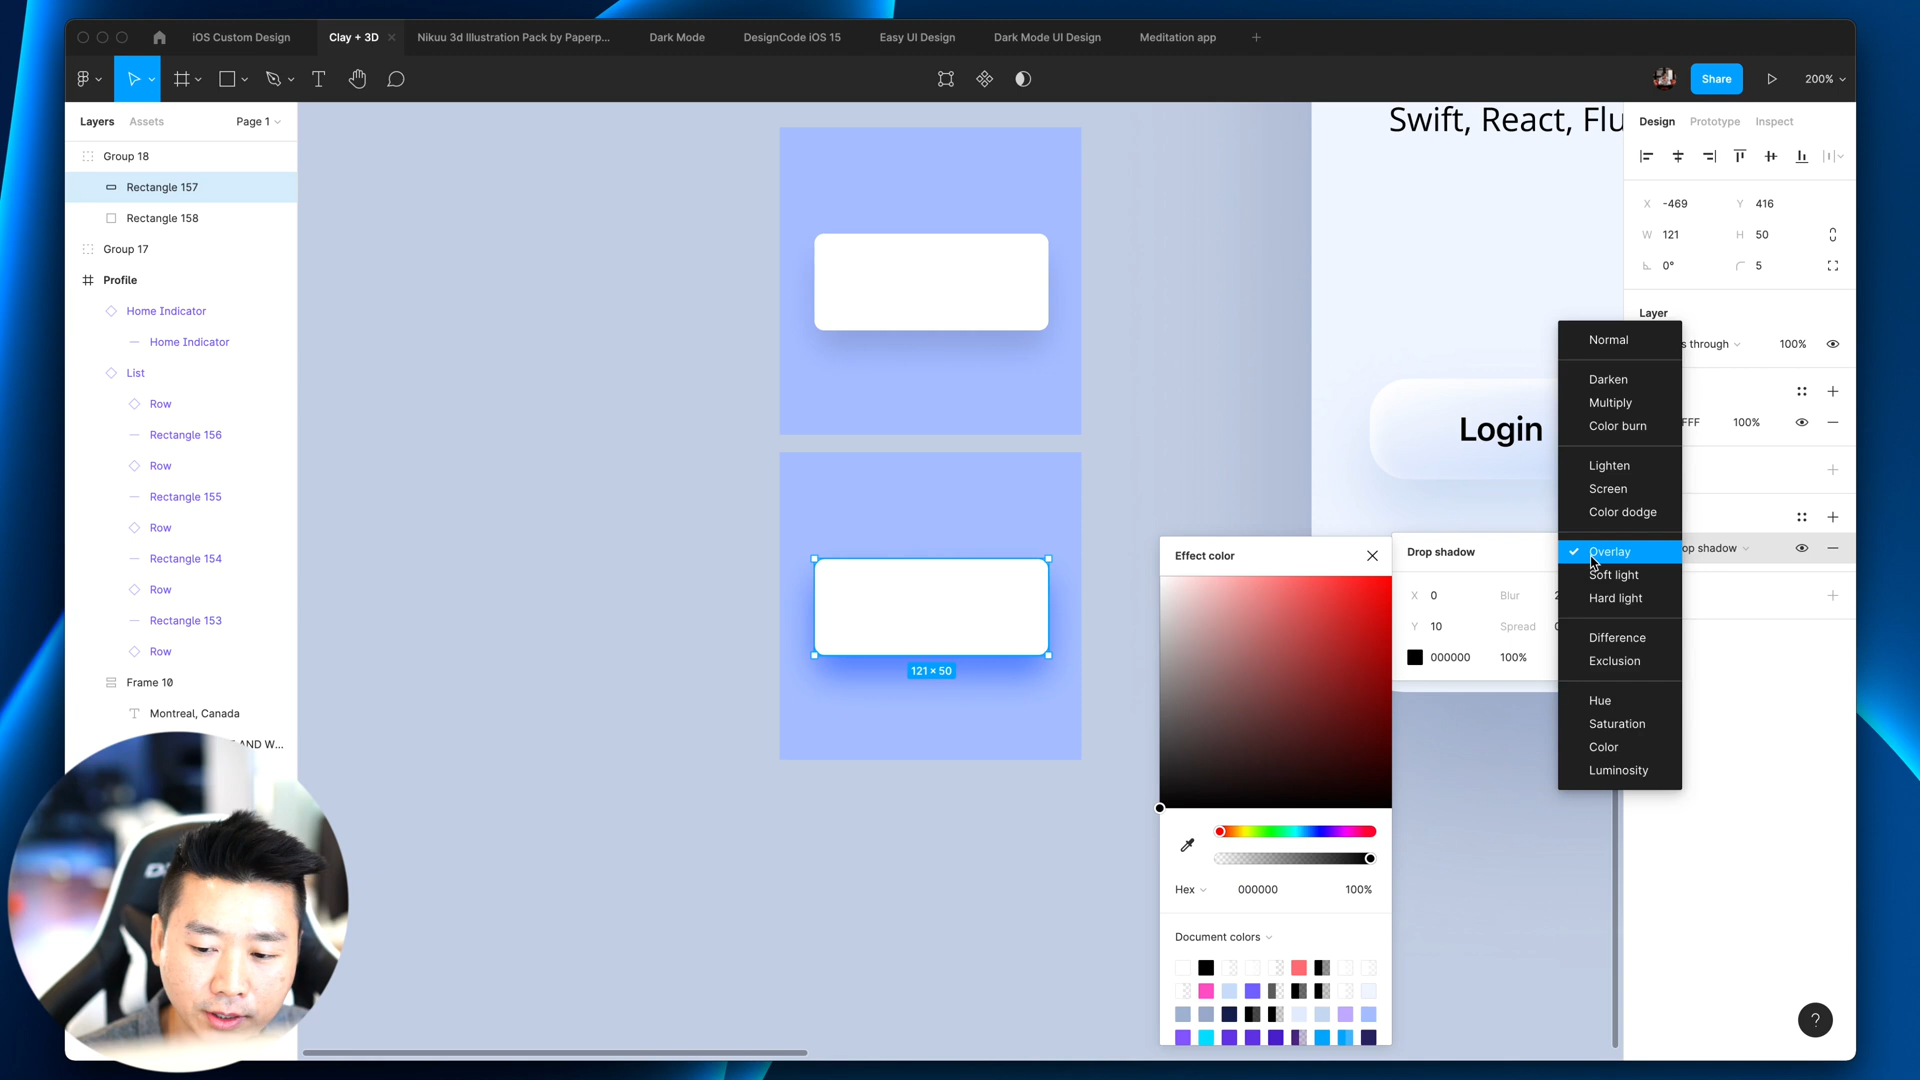 iOS Custom Design
Clay + 3D
Nikuu 3d Illustration Pack by Paperp...
Dark Mode
DesignCode iOS 15
Easy UI Design
Dark Mode UI Design
Meditation app
Share
200%
Layers
Assets
Page 1
Group 18
Rectangle 157
Rectangle 158
Group 17
Profile
Home Indicator
Home Indicator
List
Row
Rectangle 156
Row
Rectangle 155
Row
Rectangle 154
Row
Rectangle 153
Row
Frame 10
Montreal, Canada
AND W...
121 × 50
Swift, React, Flu
Login
Effect color
Hex
000000
100%
Document colors
Drop shadow
X
0
Blur
Y
10
Spread
000000
100%
Normal
Darken
Multiply
Color burn
Lighten
Screen
Color dodge
Overlay
Soft light
Hard light
Difference
Exclusion
Hue
Saturation
Color
Luminosity
Design
Prototype
Inspect
X
-469
Y
416
W
121
H
50
0°
5
Layer
s through
100%
FFF
100%
op shadow
?